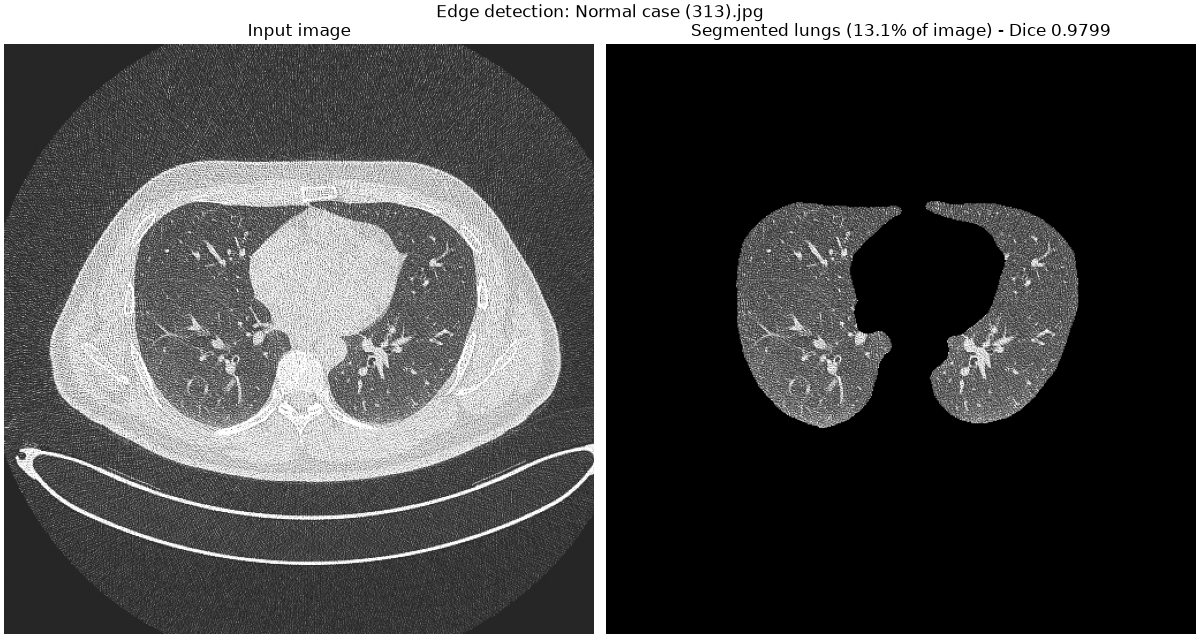 Edge detection: Normal case (313).jpg
Input image
Segmented lungs (13.1% of image) - Dice 0.9799